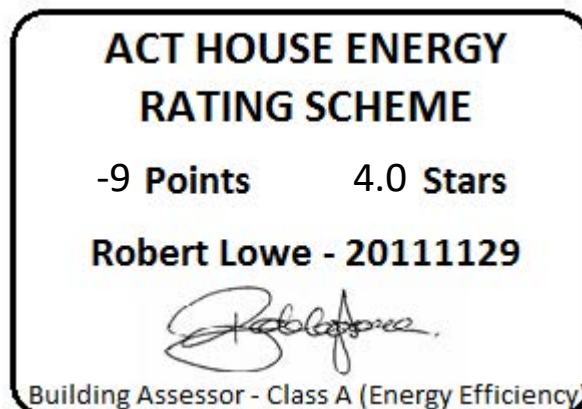 ACT HOUSE ENERGY
RATING SCHEME
-9 Points 4.0 Stars
Robert Lowe - 20111129
Building Assessor - Class A (Energy Efficiency)